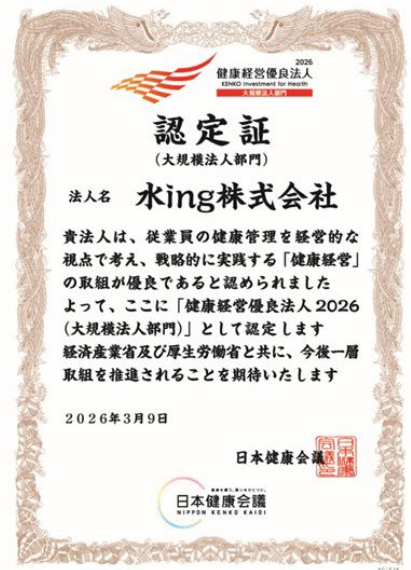 2026
健康経営優良法人
KENKO Investment for Health
大規模法人部門
認定証
(大規模法人部門)
法人名 水ing株式会社
貴法人は、従業員の健康管理を経営的な
視点で考え、戦略的に実践する「健康経営」
の取組が優良であると認められました
よって、ここに「健康経営優良法人2026
(大規模法人部門)」として認定します
経済産業省及び厚生労働省と共に、今後一層
取組を推進されることを期待いたします
2026年3月9日
日本健康会議
日本健康会議
NIPPON KENKO KAIGI